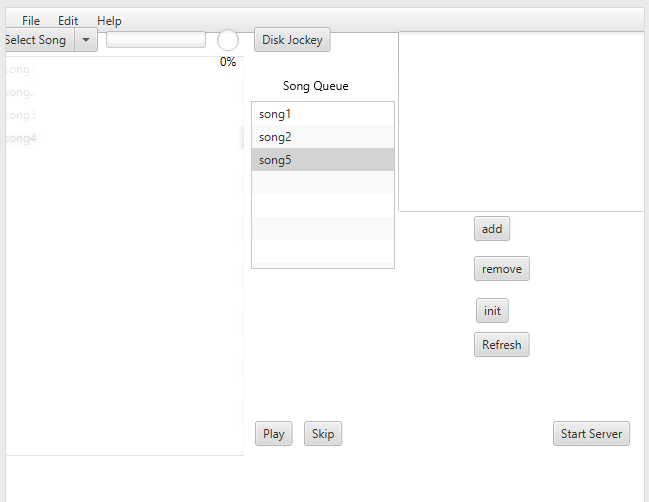 File Edit Help
Select Song
Disk Jockey
0%
song
song2
song3
song4
Song Queue
song1
song2
song5
add
remove
init
Refresh
Play Skip Start Server